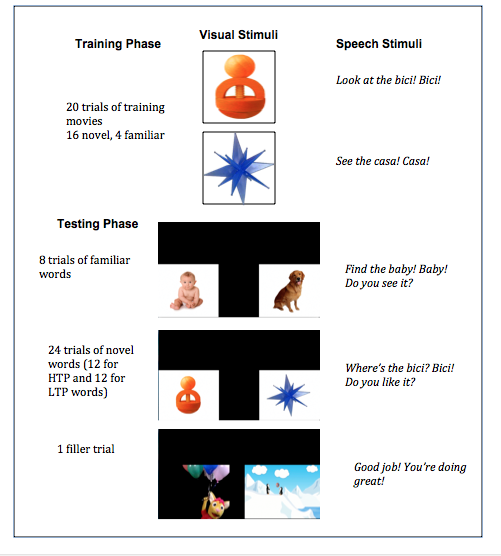 Training Phase
Visual Stimuli
Speech Stimuli
20 trials of training
movies
16 novel, 4 familiar
Look at the bici! Bici!
See the casa! Casa!
Testing Phase
8 trials of familiar
words
Find the baby! Baby!
Do you see it?
24 trials of novel
words (12 for
HTP and 12 for
LTP words)
Where's the bici? Bici!
Do you like it?
1 filler trial
Good job! You're doing
great!